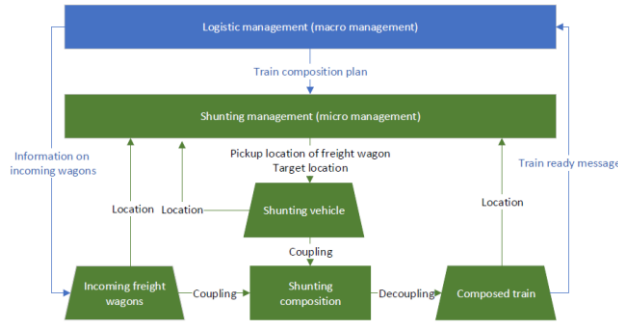 Logistic management (macro management)
Train composition plan
Shunting management (micro management)
Information on
incoming wagons
Pickup location of freight wagon
Target location
Train ready message
Location
Location
Shunting vehicle
Location
Coupling
Incoming freight
wagons
Coupling
Shunting
composition
Decoupling
Composed train